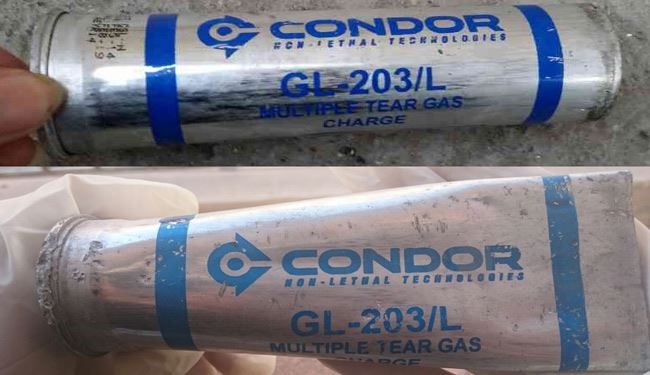 CONDOR
NON-LETHAL TECHNOLOGIES
GL-203/L
MULTIPLE TEAR GAS
CHARGE
CONDOR
NON-LETHAL TECHNOLOGIES
GL-203/L
MULTIPLE TEAR GAS
CHARGE